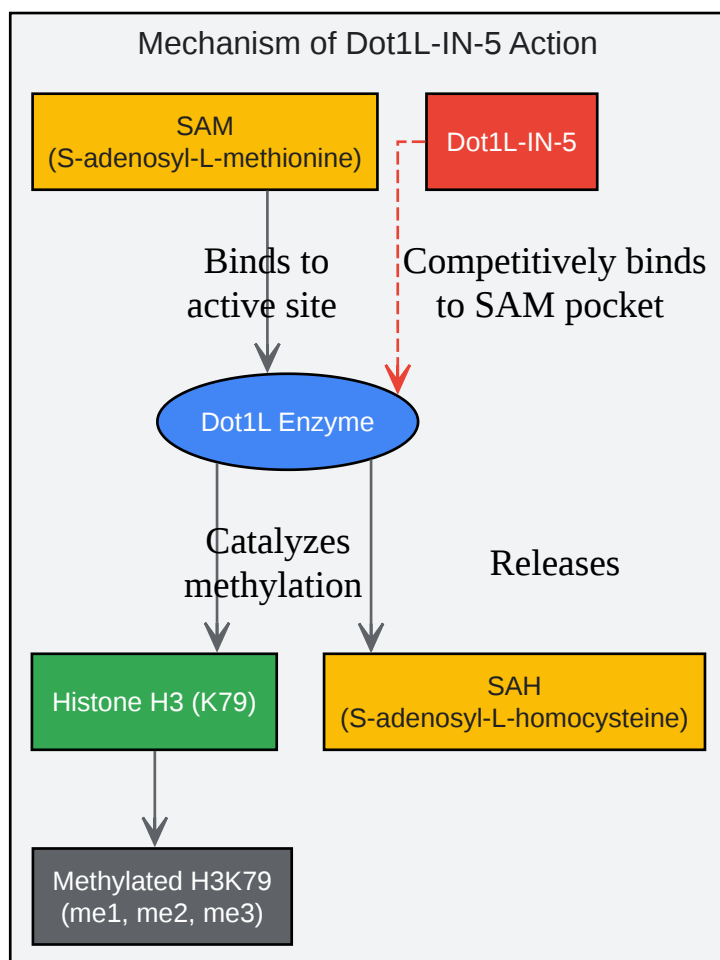 Mechanism of Dot1L-IN-5 Action
SAM
(S-adenosyl-L-methionine)
Dot1L-IN-5
Binds to
active site
Competitively binds
to SAM pocket
Dot1L Enzyme
Catalyzes
methylation
Releases
Histone H3 (K79)
SAH
(S-adenosyl-L-homocysteine)
Methylated H3K79
(me1, me2, me3)